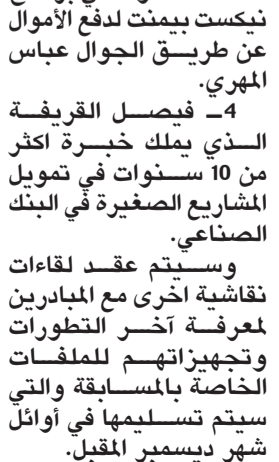 نيكست بيمنت لدفع الأموال
عن طريق الجوال عباس
المهري.
4ـ فيصل القريفة
الذي يملك خبرة اكثر
من 10 سنوات في تمويل
المشاريع الصغيرة في البنك
الصناعي.
وسيتم عقد لقاءات
نقاشية اخرى مع المبادرين
لمعرفة آخر التطورات
وتجهيزاتهم للملفات
الخاصة بالمسابقة والتي
سيتم تسليمها في أوائل
شهر ديسمبر المقبل.